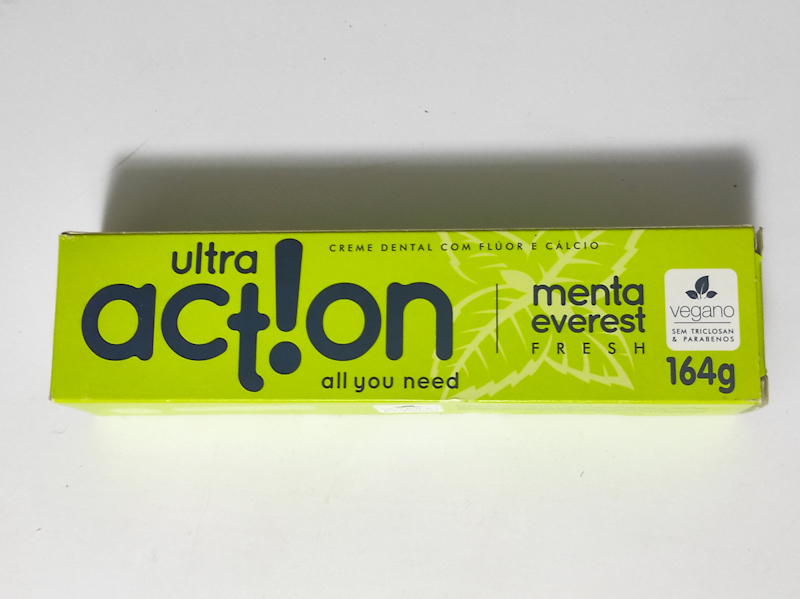 ultra
act!on
all you need
CREME DENTAL COM FLÚOR E CÁLCIO
menta
everest
FRESH
vegano
SEM TRICLOSAN
& PARABENOS
164g